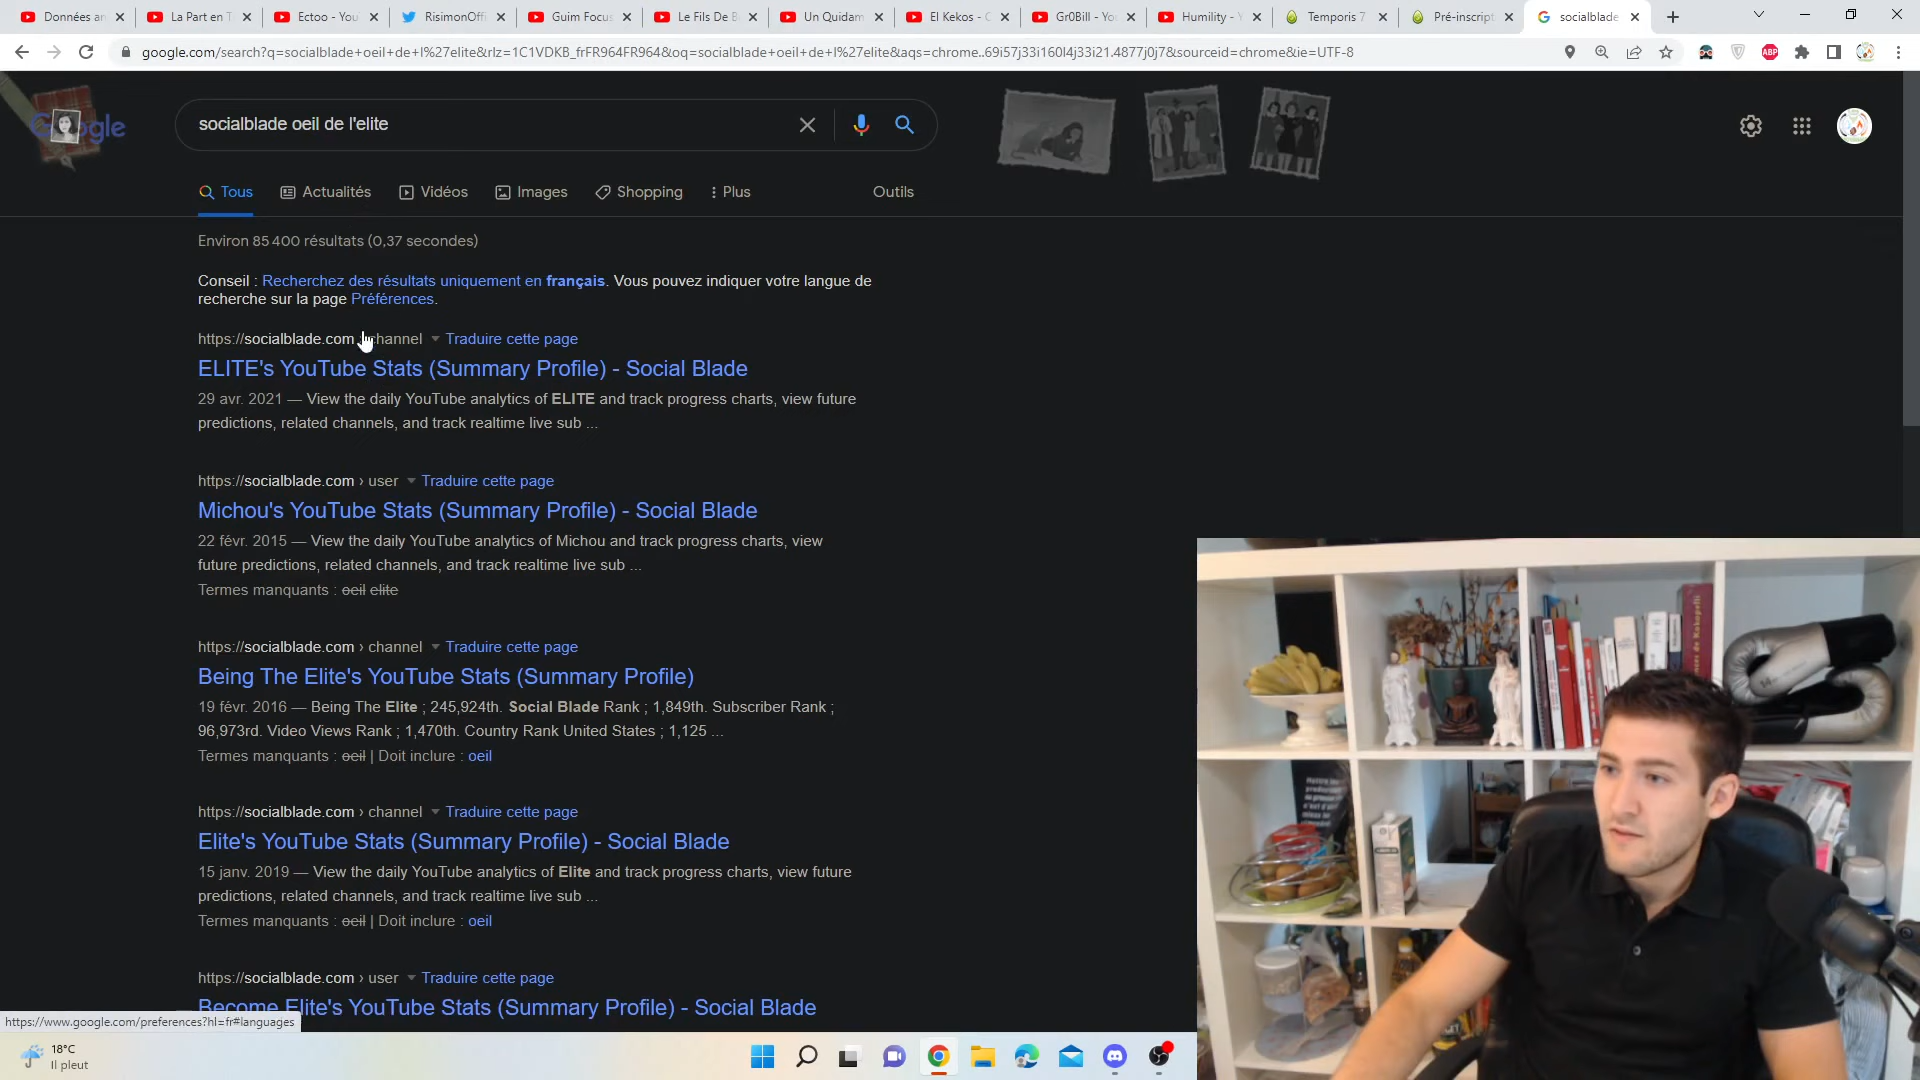 Données an
La Part en T
Ectoo - You
RisimonOffi
Guim Focus
Le Fils De B
Un Quidam
El Kekos - C
Gr0Bill - Yo
Humility - Y
Temporis 7
Pré-inscript
socialblade
google.com/search?q=socialblade+oeil+de+l%27elite&rlz=1C1VDKB_frFR964FR964&oq=socialblade+oeil+de+l%27elite&aqs=chrome..69i57j33i160l4j33i21.4877j0j7&sourceid=chrome&ie=UTF-8
ABP
socialblade oeil de l'elite
Tous
Actualités
Vidéos
Images
Shopping
Plus
Outils
Environ 85 400 résultats (0,37 secondes)
Conseil : Recherchez des résultats uniquement en français. Vous pouvez indiquer votre langue de
recherche sur la page Préférences.
https://socialblade.com › channel Traduire cette page
ELITE's YouTube Stats (Summary Profile) - Social Blade
29 avr. 2021 — View the daily YouTube analytics of ELITE and track progress charts, view future
predictions, related channels, and track realtime live sub ...
https://socialblade.com › user Traduire cette page
Michou's YouTube Stats (Summary Profile) - Social Blade
22 févr. 2015 — View the daily YouTube analytics of Michou and track progress charts, view
future predictions, related channels, and track realtime live sub ...
Termes manquants : oeil elite
https://socialblade.com › channel Traduire cette page
Being The Elite's YouTube Stats (Summary Profile)
19 févr. 2016 — Being The Elite ; 245,924th. Social Blade Rank ; 1,849th. Subscriber Rank ;
96,973rd. Video Views Rank ; 1,470th. Country Rank United States ; 1,125 ...
Termes manquants : oeil | Doit inclure : oeil
https://socialblade.com › channel Traduire cette page
Elite's YouTube Stats (Summary Profile) - Social Blade
15 janv. 2019 — View the daily YouTube analytics of Elite and track progress charts, view future
predictions, related channels, and track realtime live sub ...
Termes manquants : oeil | Doit inclure : oeil
https://socialblade.com › user Traduire cette page
Become Elite's YouTube Stats (Summary Profile) - Social Blade
https://www.google.com/preferences?hl=fr#languages
18°C
Il pleut